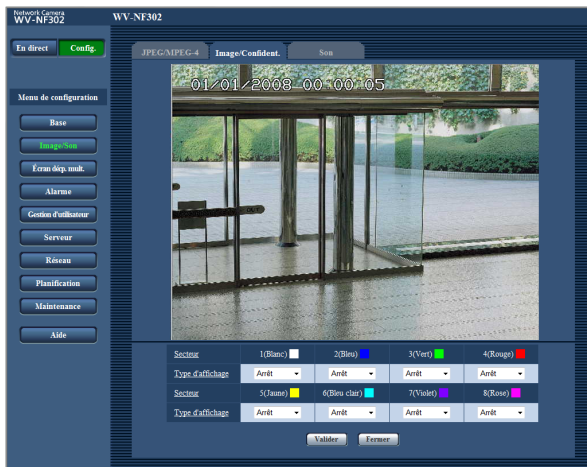 Network Camera
WV-NF302
WV-NF302
En direct Config.
JPEG/MPEG-4 Image/Confident. Son
01/01/2008 00:00:05
Menu de configuration
Base
Image/Son
Écran déçp. mult.
Alarme
Gestion d'utilisateur
Serveur
Réseau
Planification
Maintenance
Aide
Secteur 1(Blanc) 2(Bleu) 3(Vert) 4(Rouge)
Type d'affichage Arrêt Arrêt Arrêt Arrêt
Secteur 5(Jaune) 6(Bleu clair) 7(Violet) 8(Rose)
Type d'affichage Arrêt Arrêt Arrêt Arrêt
Valider Fermer